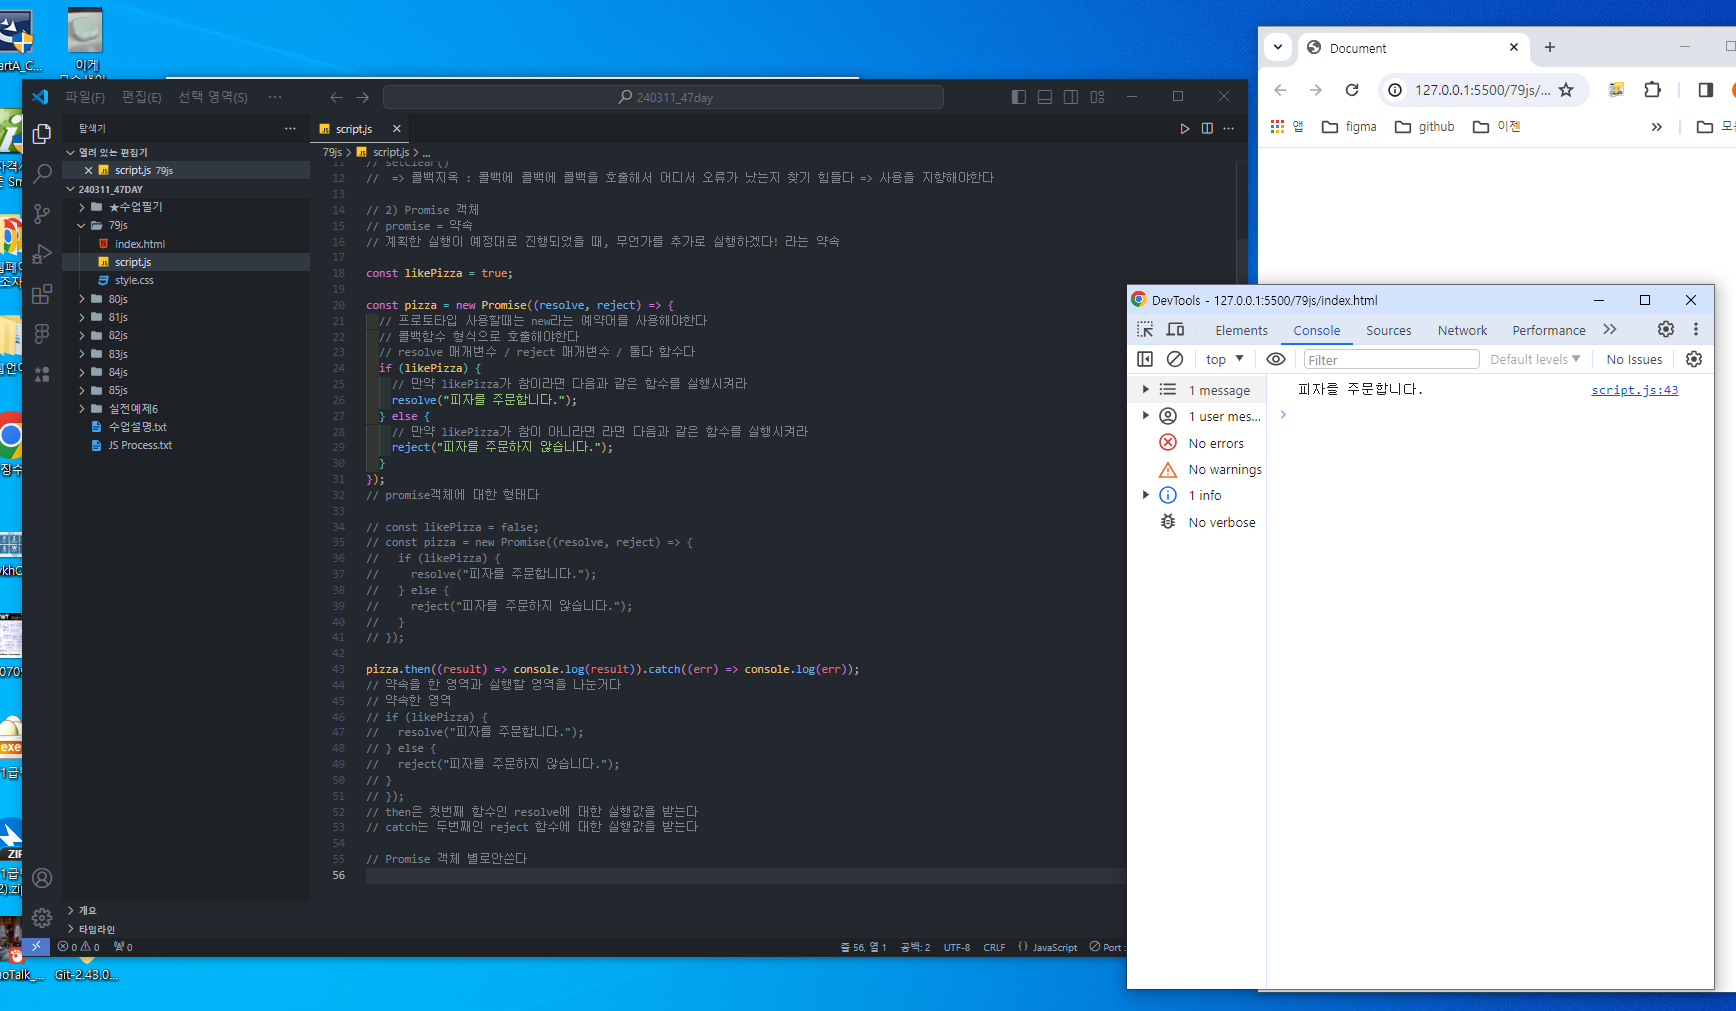 이게
파일(F) 편집(E) 선택 영역(S) ···
240311_47day
탐색기
열려 있는 편집기
script.js 79js
240311_47DAY
★수업필기
79js
index.html
script.js
style.css
80js
81js
82js
83js
84js
85js
실전예제6
수업설명.txt
JS Process.txt
개요
타임라인
script.js
79js > script.js > ...
11 // setClear()
12 // => 콜백지옥 : 콜백에 콜백에 콜백을 호출해서 어디서 오류가 났는지 찾기 힘들다 => 사용을 지향해야한다
13
14 // 2) Promise 객체
15 // promise = 약속
16 // 계획한 실행이 예정대로 진행되었을 때, 무언가를 추가로 실행하겠다! 라는 약속
17
18 const likePizza = true;
19
20 const pizza = new Promise((resolve, reject) => {
21 // 프로토타입 사용할때는 new라는 예약어를 사용해야한다
22 // 콜백함수 형식으로 호출해야한다
23 // resolve 매개변수 / reject 매개변수 / 둘다 함수다
24 if (likePizza) {
25 // 만약 likePizza가 참이라면 다음과 같은 함수를 실행시켜라
26 resolve("피자를 주문합니다.");
27 } else {
28 // 만약 likePizza가 참이 아니라면 라면 다음과 같은 함수를 실행시켜라
29 reject("피자를 주문하지 않습니다.");
30 }
31 });
32 // promise객체에 대한 형태다
33
34 // const likePizza = false;
35 // const pizza = new Promise((resolve, reject) => {
36 // if (likePizza) {
37 // resolve("피자를 주문합니다.");
38 // } else {
39 // reject("피자를 주문하지 않습니다.");
40 // }
41 // });
42
43 pizza.then((result) => console.log(result)).catch((err) => console.log(err));
44 // 약속을 한 영역과 실행할 영역을 나눈거다
45 // 약속한 영역
46 // if (likePizza) {
47 // resolve("피자를 주문합니다.");
48 // } else {
49 // reject("피자를 주문하지 않습니다.");
50 // }
51 // });
52 // then은 첫번째 함수인 resolve에 대한 실행값을 받는다
53 // catch는 두번째인 reject 함수에 대한 실행값을 받는다
54
55 // Promise 객체 별로안쓴다
56
0 0 0
줄 56, 열 1 공백: 2 UTF-8 CRLF {} JavaScript Port :
Git-2.43.0...
Document
127.0.0.1:5500/79js/...
앱 figma github 이젠
DevTools - 127.0.0.1:5500/79js/index.html
Elements Console Sources Network Performance
top Filter Default levels No Issues
1 message
1 user mes...
No errors
No warnings
1 info
No verbose
피자를 주문합니다. script.js:43